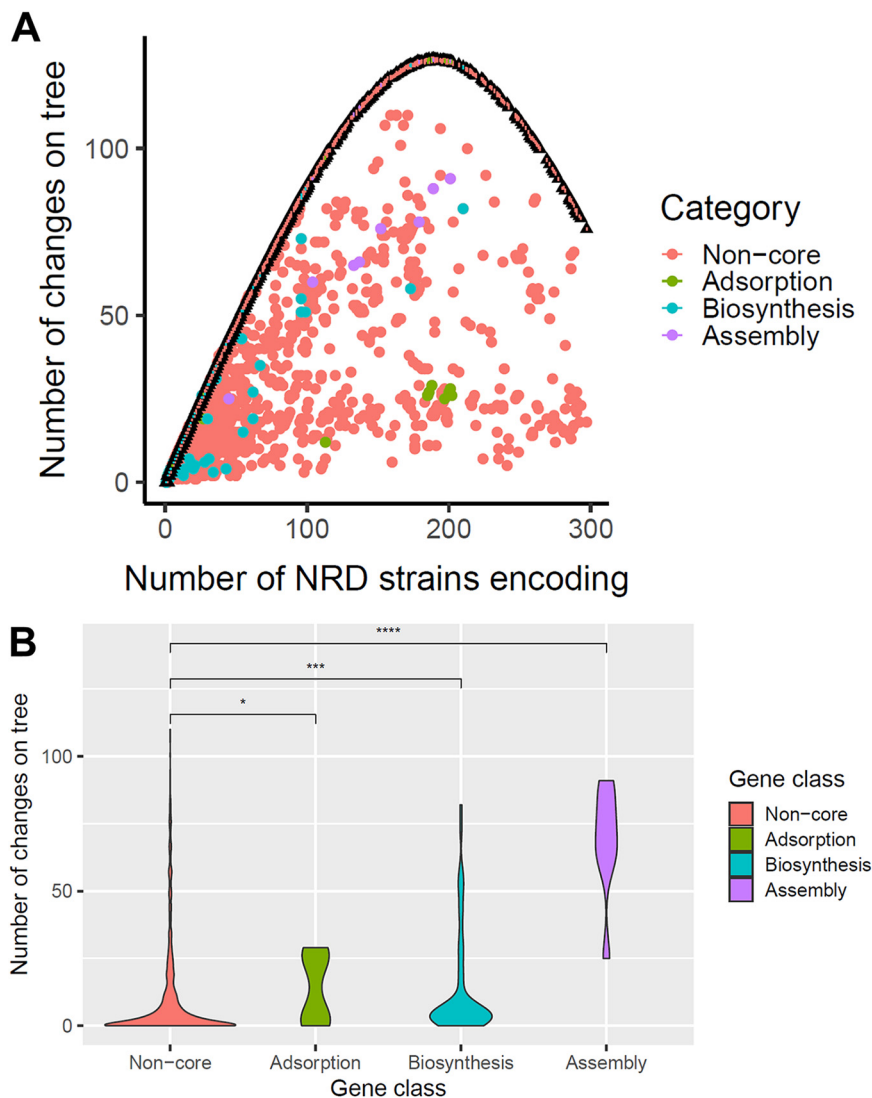 A
Number of changes on tree
100
50
0
0
100
200
300
Number of NRD strains encoding
Category
Non−core
Adsorption
Biosynthesis
Assembly
B
****
***
*
Number of changes on tree
100
50
0
Non−core
Adsorption
Biosynthesis
Assembly
Gene class
Gene class
Non−core
Adsorption
Biosynthesis
Assembly